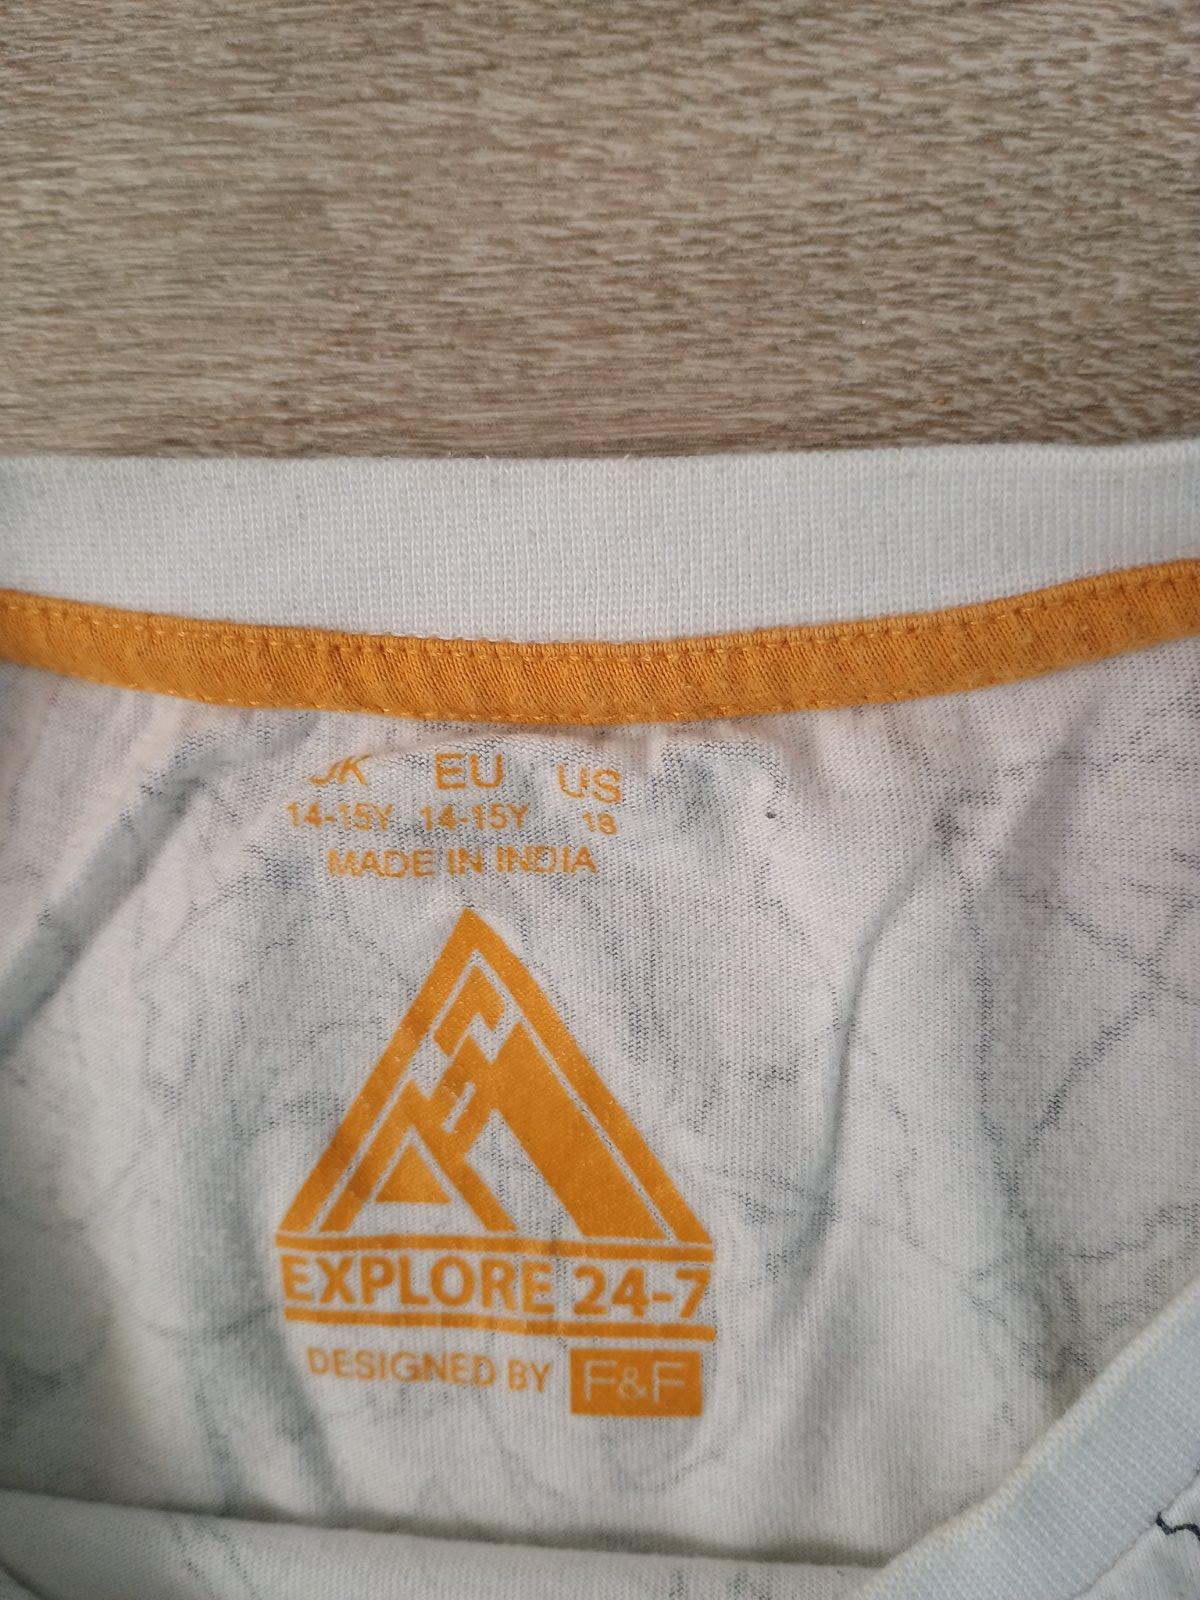 UK EU US
14-15Y 14-15Y 18
MADE IN INDIA
EXPLORE 24-7
DESIGNED BY F&F